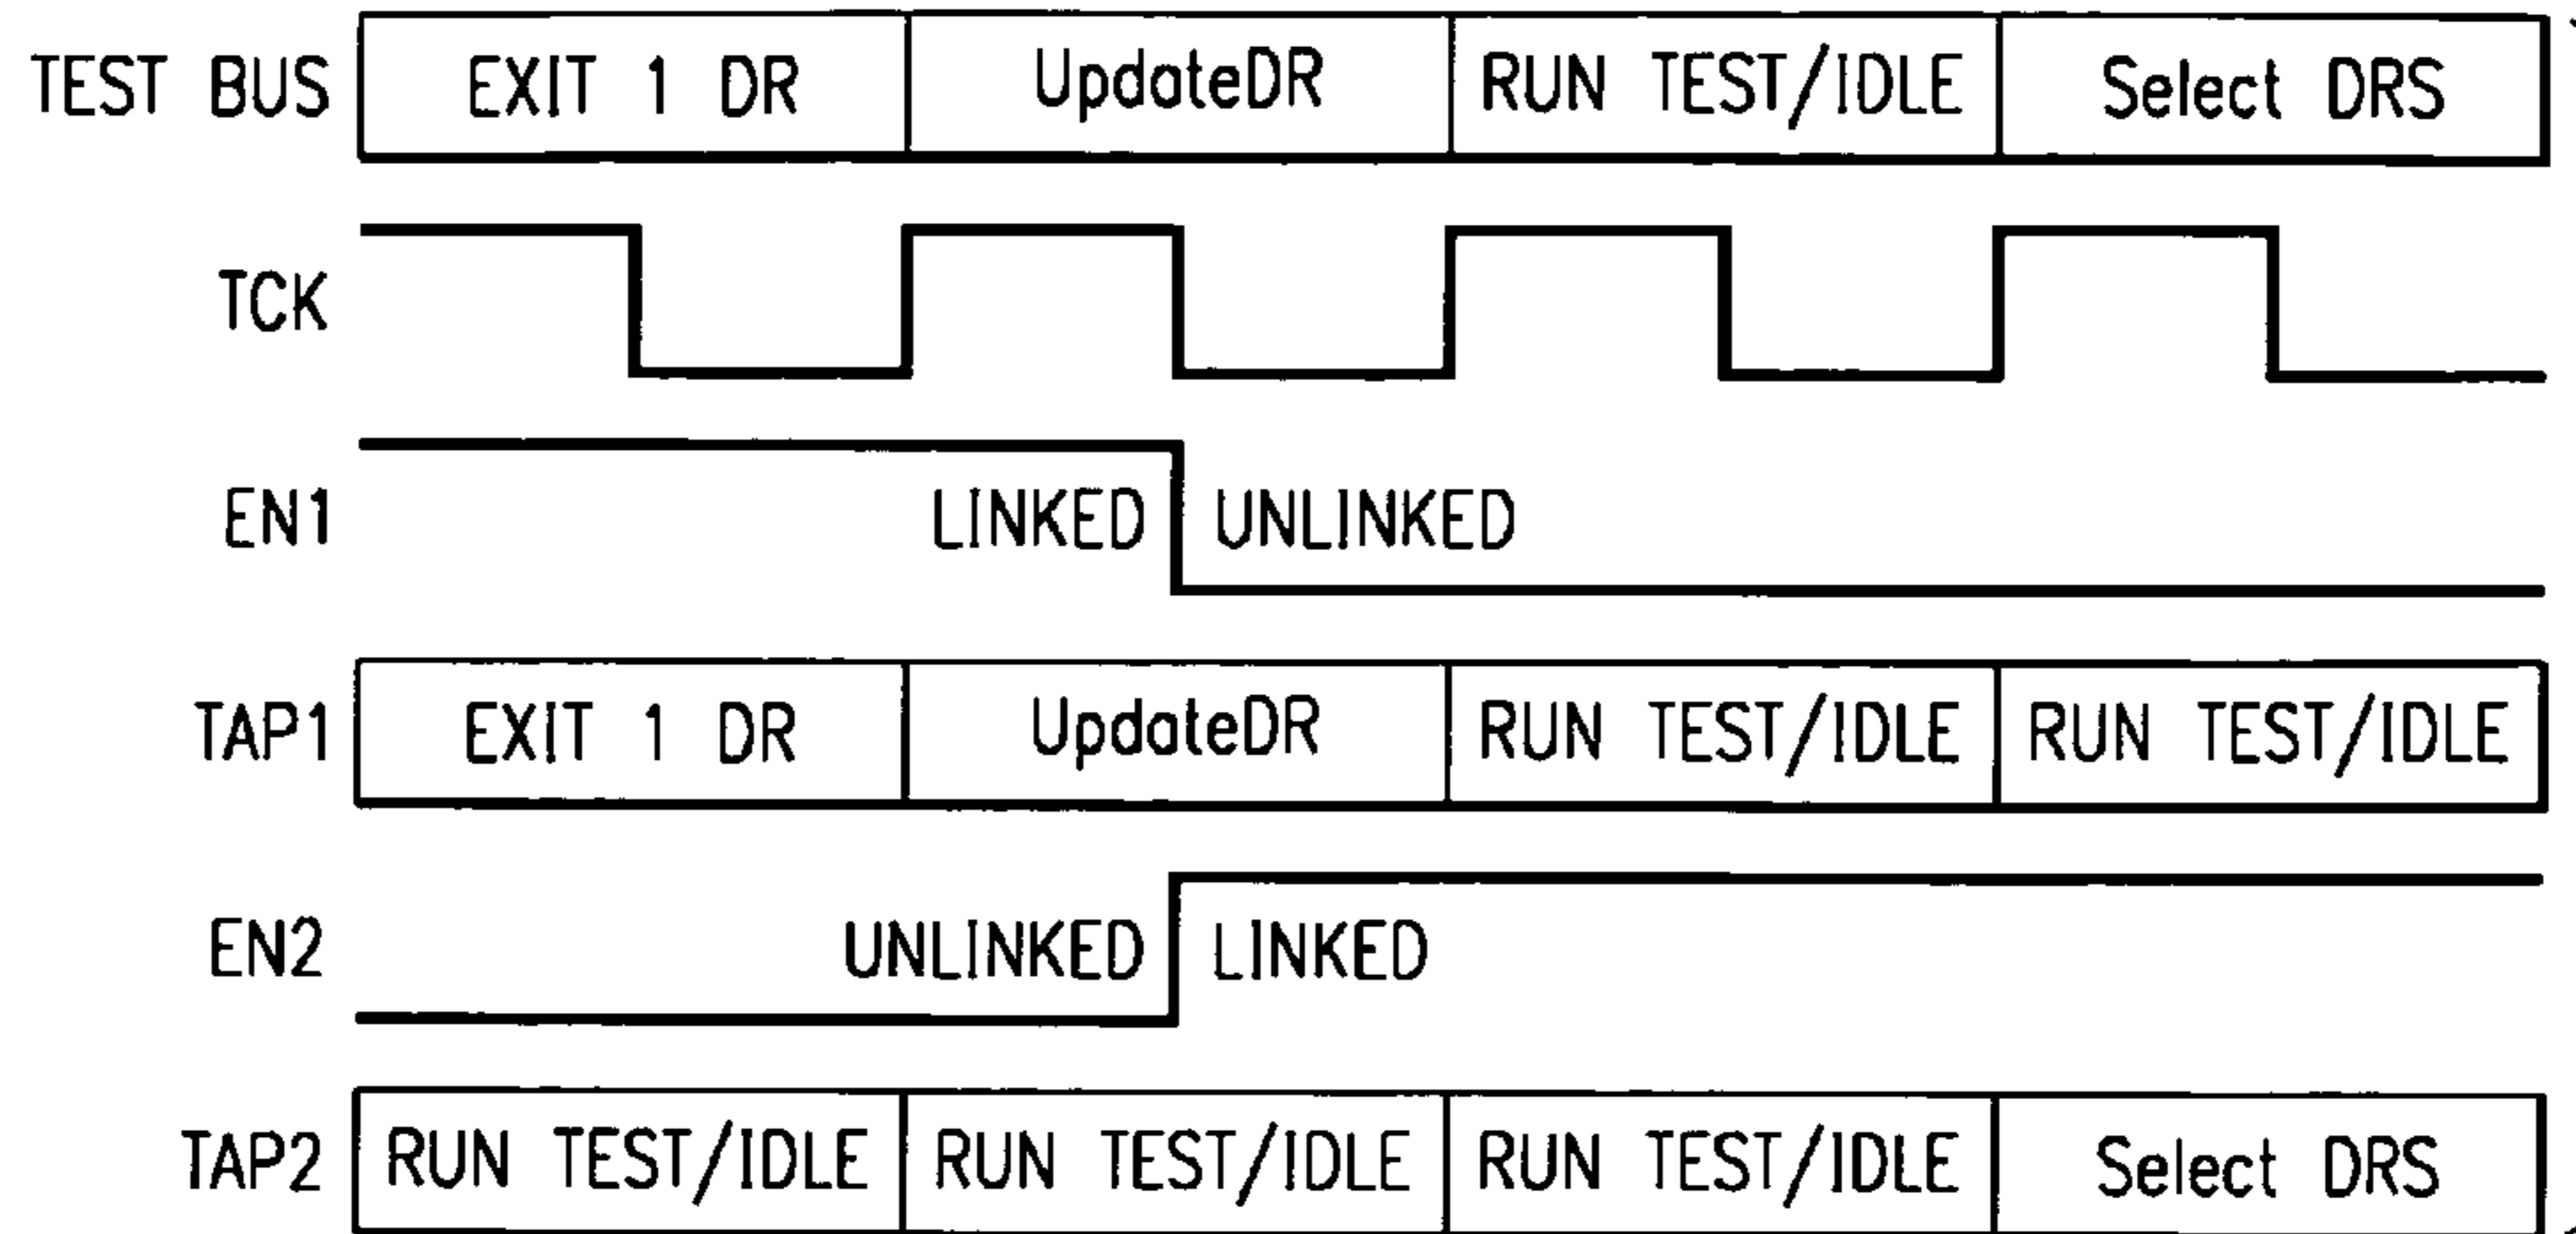 TEST BUS EXIT 1 DR UpdateDR RUN TEST/IDLE Select DRS
TCK
EN1 LINKED UNLINKED
TAP1 EXIT 1 DR UpdateDR RUN TEST/IDLE RUN TEST/IDLE
EN2 UNLINKED LINKED
TAP2 RUN TEST/IDLE RUN TEST/IDLE RUN TEST/IDLE Select DRS